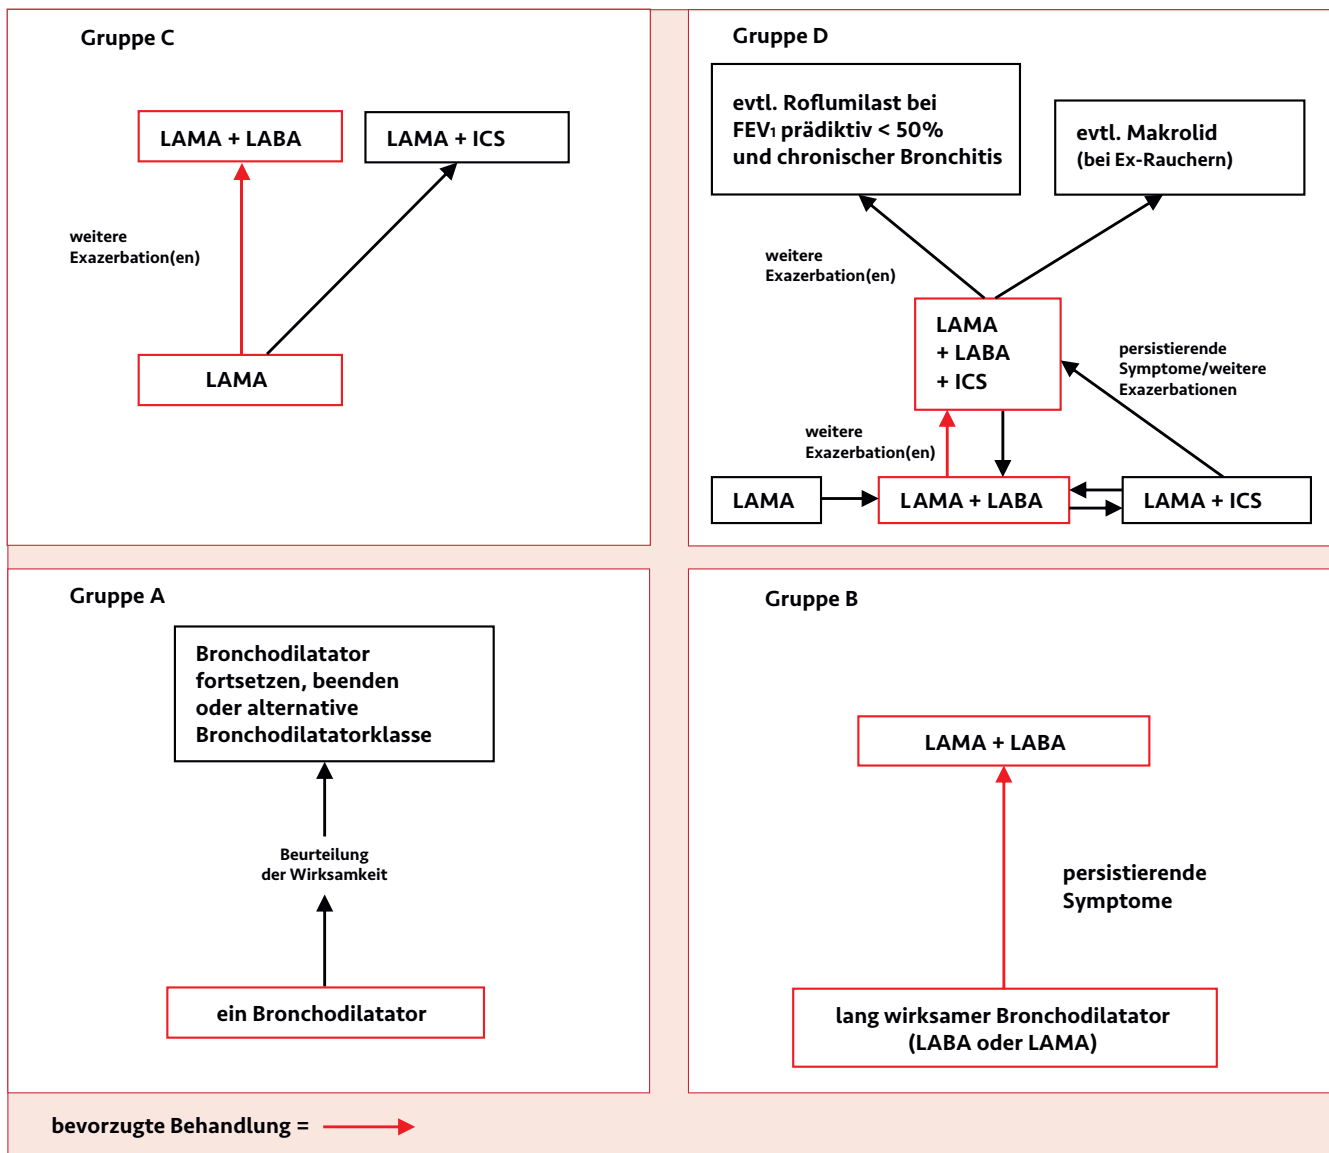 Gruppe C
LAMA + LABA
LAMA + ICS
weitere
Exazerbation(en)
LAMA
Gruppe D
evtl. Roflumilast bei
FEV₁ prädiktiv < 50%
und chronischer Bronchitis
evtl. Makrolid
(bei Ex-Rauchern)
weitere
Exazerbation(en)
LAMA
+ LABA
+ ICS
persistierende
Symptome/weitere
Exazerbationen
weitere
Exazerbation(en)
LAMA
LAMA + LABA
LAMA + ICS
Gruppe A
Bronchodilatator
fortsetzen, beenden
oder alternative
Bronchodilatatorklasse
Beurteilung
der Wirksamkeit
ein Bronchodilatator
Gruppe B
LAMA + LABA
persistierende
Symptome
lang wirksamer Bronchodilatator
(LABA oder LAMA)
bevorzugte Behandlung =